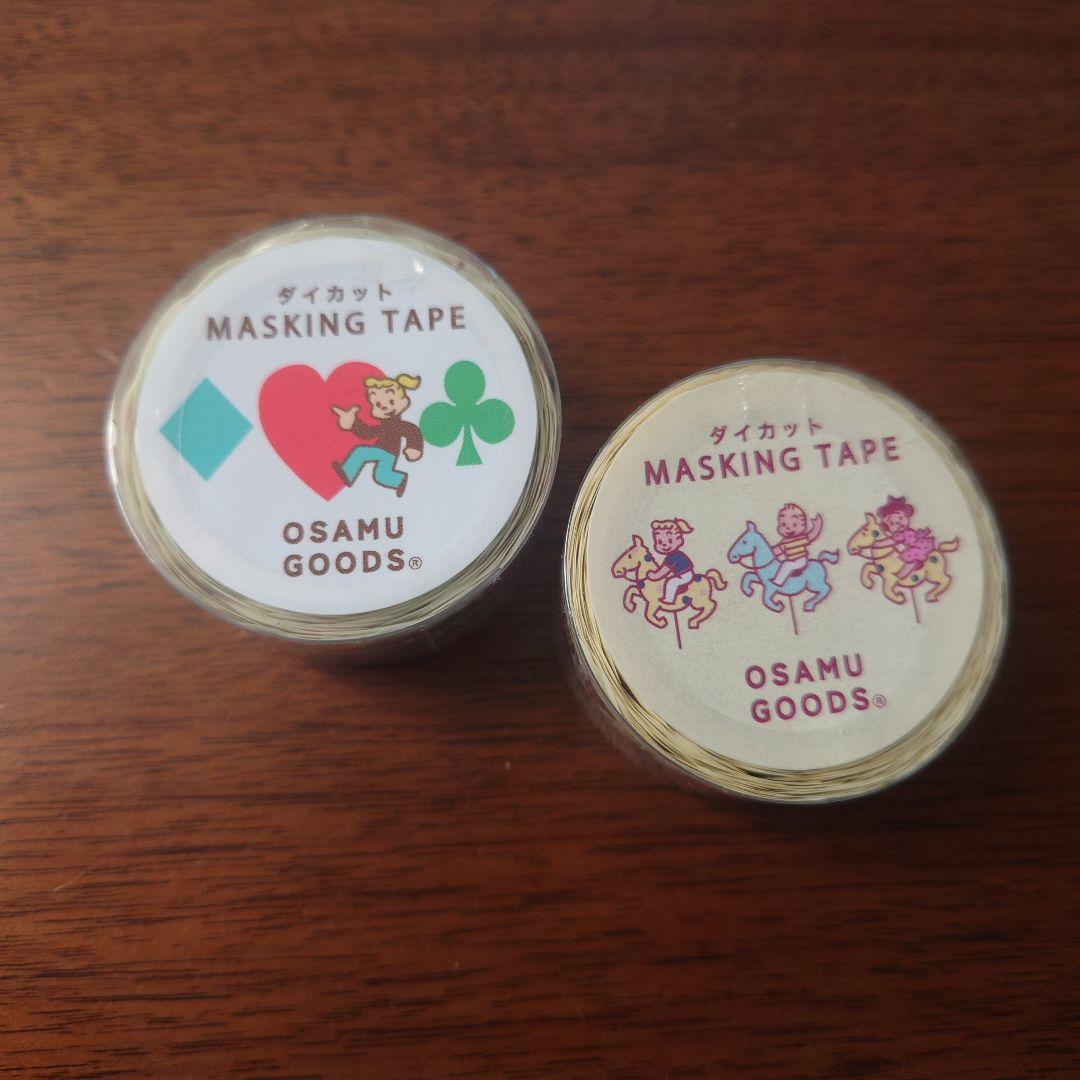 ダイカット
MASKING TAPE
OSAMU
GOODS®
ダイカット
MASKING TAPE
OSAMU
GOODS®